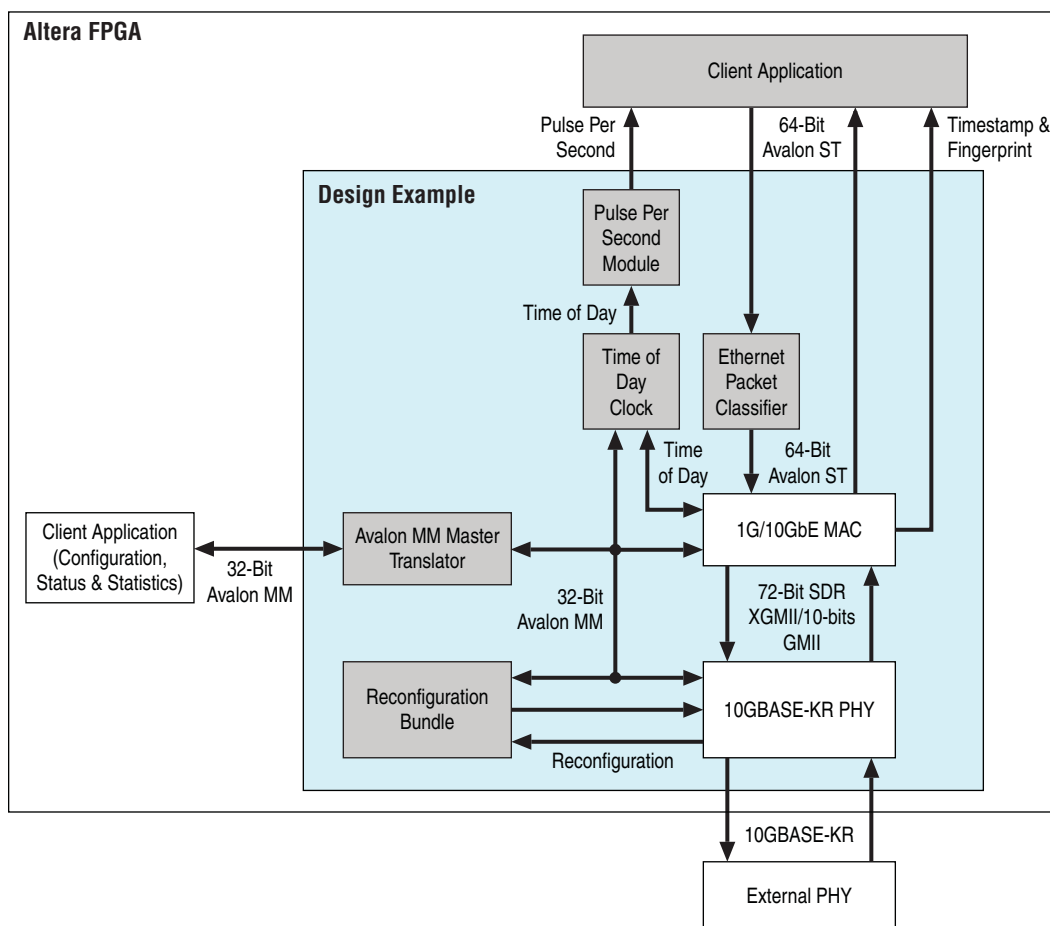 Altera FPGA
Client Application
Pulse Per
Second
64-Bit
Avalon ST
Timestamp &
Fingerprint
Design Example
Pulse Per
Second
Module
Time of Day
Time of
Day
Clock
Ethernet
Packet
Classifier
Time
of Day
64-Bit
Avalon ST
Client Application
(Configuration,
Status & Statistics)
32-Bit
Avalon MM
Avalon MM Master
Translator
1G/10GbE MAC
32-Bit
Avalon MM
72-Bit SDR
XGMII/10-bits
GMII
Reconfiguration
Bundle
10GBASE-KR PHY
Reconfiguration
10GBASE-KR
External PHY